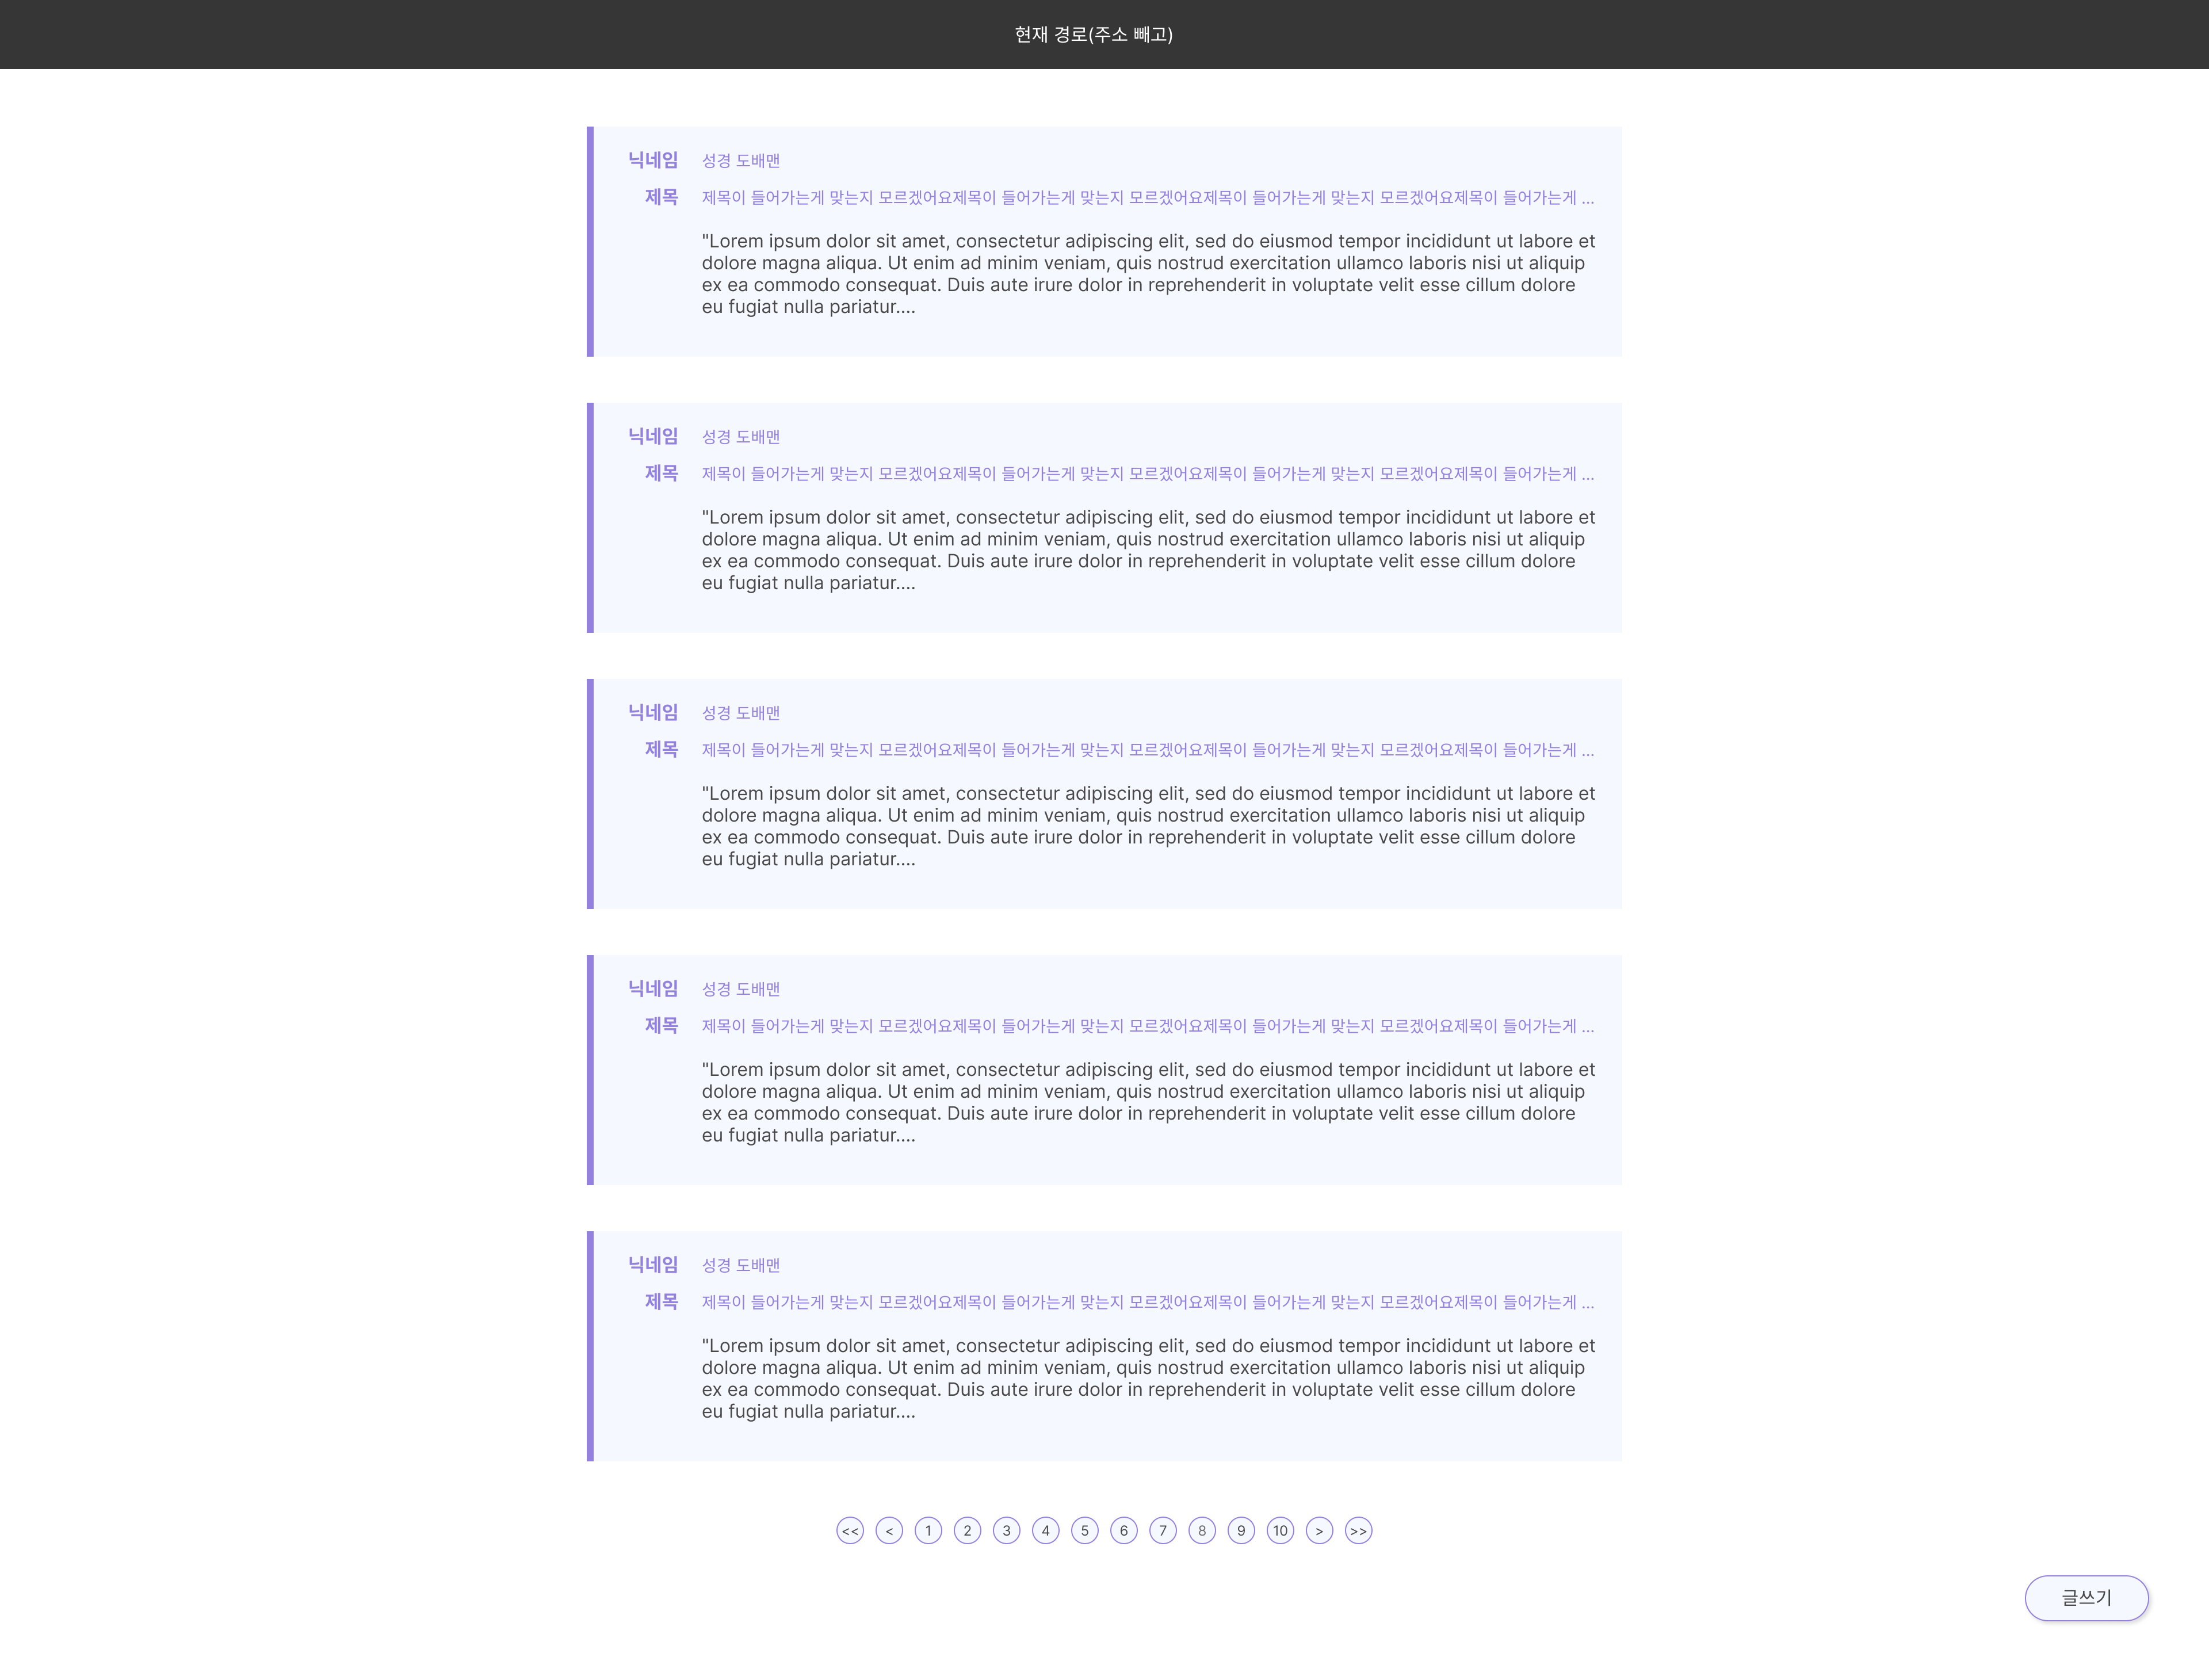 현재 경로(주소 빼고)
닉네임 성경 도배맨
제목 제목이 들어가는게 맞는지 모르겠어요제목이 들어가는게 맞는지 모르겠어요제목이 들어가는게 맞는지 모르겠어요제목이 들어가는게 ...
"Lorem ipsum dolor sit amet, consectetur adipiscing elit, sed do eiusmod tempor incididunt ut labore et
dolore magna aliqua. Ut enim ad minim veniam, quis nostrud exercitation ullamco laboris nisi ut aliquip
ex ea commodo consequat. Duis aute irure dolor in reprehenderit in voluptate velit esse cillum dolore
eu fugiat nulla pariatur....
닉네임 성경 도배맨
제목 제목이 들어가는게 맞는지 모르겠어요제목이 들어가는게 맞는지 모르겠어요제목이 들어가는게 맞는지 모르겠어요제목이 들어가는게 ...
"Lorem ipsum dolor sit amet, consectetur adipiscing elit, sed do eiusmod tempor incididunt ut labore et
dolore magna aliqua. Ut enim ad minim veniam, quis nostrud exercitation ullamco laboris nisi ut aliquip
ex ea commodo consequat. Duis aute irure dolor in reprehenderit in voluptate velit esse cillum dolore
eu fugiat nulla pariatur....
닉네임 성경 도배맨
제목 제목이 들어가는게 맞는지 모르겠어요제목이 들어가는게 맞는지 모르겠어요제목이 들어가는게 맞는지 모르겠어요제목이 들어가는게 ...
"Lorem ipsum dolor sit amet, consectetur adipiscing elit, sed do eiusmod tempor incididunt ut labore et
dolore magna aliqua. Ut enim ad minim veniam, quis nostrud exercitation ullamco laboris nisi ut aliquip
ex ea commodo consequat. Duis aute irure dolor in reprehenderit in voluptate velit esse cillum dolore
eu fugiat nulla pariatur....
닉네임 성경 도배맨
제목 제목이 들어가는게 맞는지 모르겠어요제목이 들어가는게 맞는지 모르겠어요제목이 들어가는게 맞는지 모르겠어요제목이 들어가는게 ...
"Lorem ipsum dolor sit amet, consectetur adipiscing elit, sed do eiusmod tempor incididunt ut labore et
dolore magna aliqua. Ut enim ad minim veniam, quis nostrud exercitation ullamco laboris nisi ut aliquip
ex ea commodo consequat. Duis aute irure dolor in reprehenderit in voluptate velit esse cillum dolore
eu fugiat nulla pariatur....
닉네임 성경 도배맨
제목 제목이 들어가는게 맞는지 모르겠어요제목이 들어가는게 맞는지 모르겠어요제목이 들어가는게 맞는지 모르겠어요제목이 들어가는게 ...
"Lorem ipsum dolor sit amet, consectetur adipiscing elit, sed do eiusmod tempor incididunt ut labore et
dolore magna aliqua. Ut enim ad minim veniam, quis nostrud exercitation ullamco laboris nisi ut aliquip
ex ea commodo consequat. Duis aute irure dolor in reprehenderit in voluptate velit esse cillum dolore
eu fugiat nulla pariatur....
<< < 1 2 3 4 5 6 7 8 9 10 > >>
글쓰기